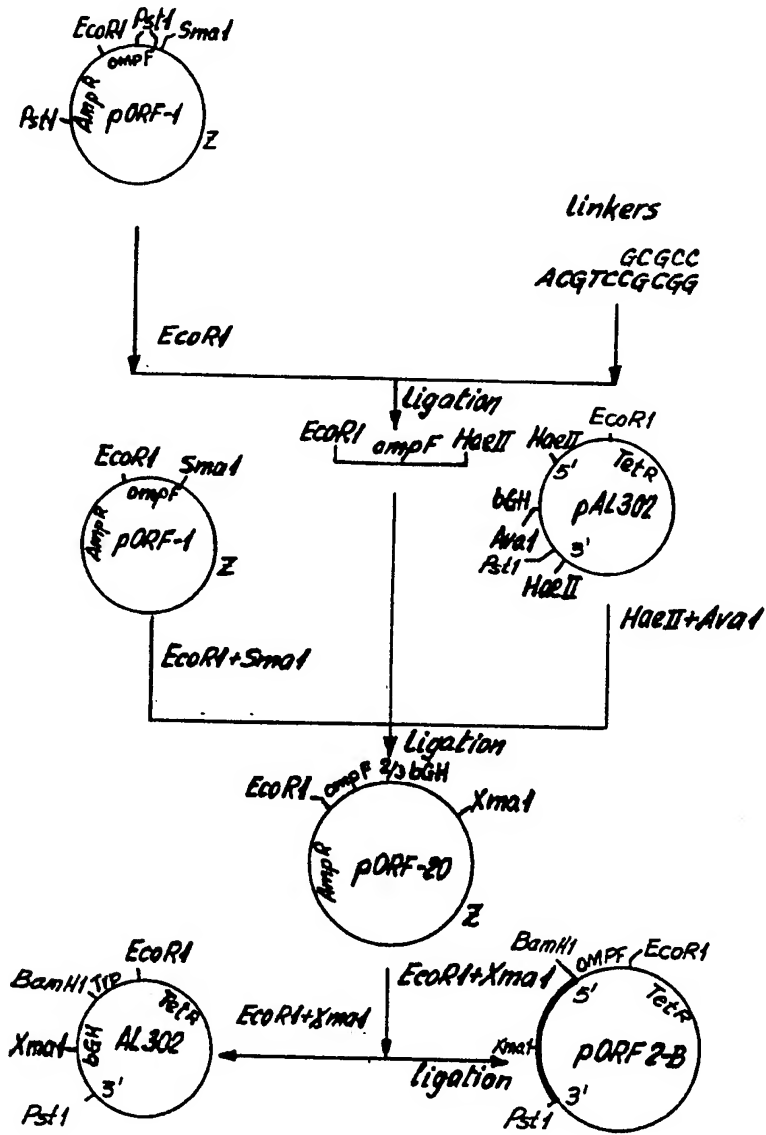 EcoR1 Pst1 Sma1
ompF
AmpR pORF-1
Pst1
Z
linkers
GCGCC
ACGTCCGCGG
EcoR1
ligation
EcoR1 ompF HaeII
EcoR1
HaeII
5' TetR
bGH pAL302
Ava1
Pst1 3'
HaeII
EcoR1 Sma1
ompF
AmpR pORF-1
Z
HaeII+Ava1
EcoR1+Sma1
ligation
EcoR1 ompF 2/3 bGH
Xma1
AmpR pORF-20
Z
EcoR1
BamH1 Trp
TetR
Xma1 bGH AL302
3'
Pst1
EcoR1+Xma1
EcoR1+Xma1
ligation
BamH1 OMPF EcoR1
5' TetR
Xma1 pORF 2-B
Pst1 3'